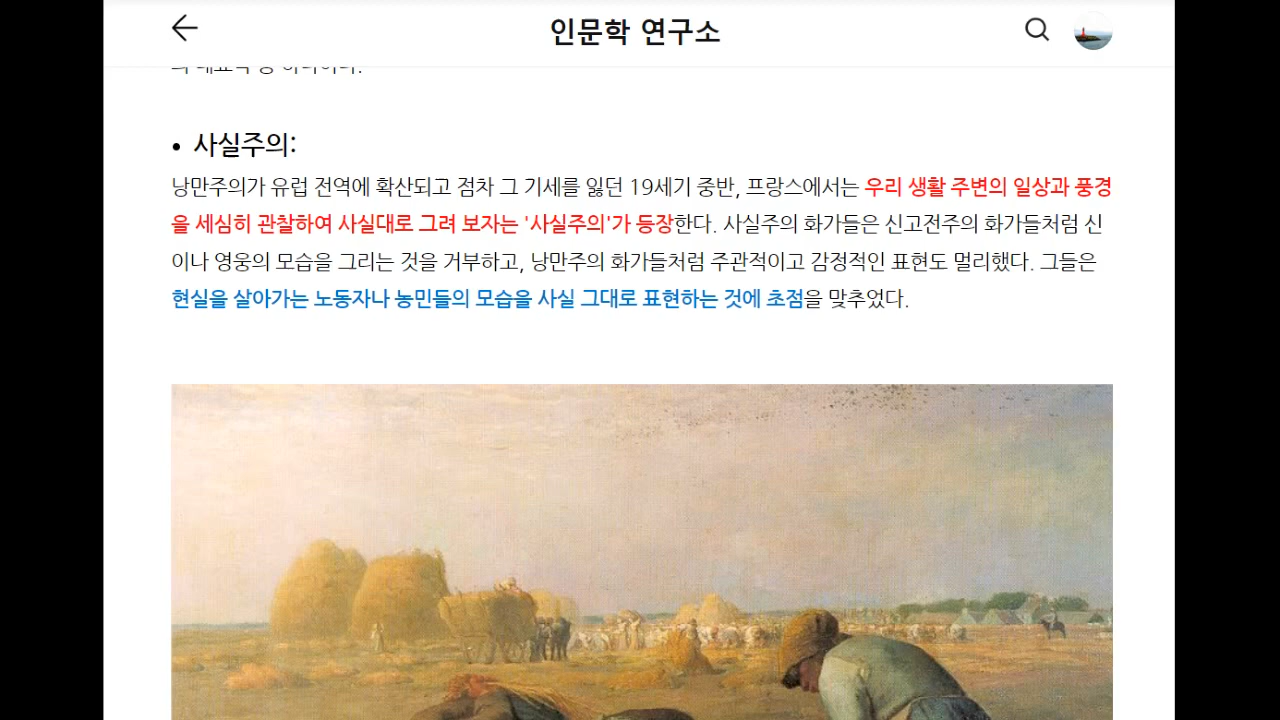 인문학 연구소
• 사실주의:
낭만주의가 유럽 전역에 확산되고 점차 그 기세를 잃던 19세기 중반, 프랑스에서는 우리 생활 주변의 일상과 풍경
을 세심히 관찰하여 사실대로 그려 보자는 '사실주의'가 등장한다. 사실주의 화가들은 신고전주의 화가들처럼 신
이나 영웅의 모습을 그리는 것을 거부하고, 낭만주의 화가들처럼 주관적이고 감정적인 표현도 멀리했다. 그들은
현실을 살아가는 노동자나 농민들의 모습을 사실 그대로 표현하는 것에 초점을 맞추었다.